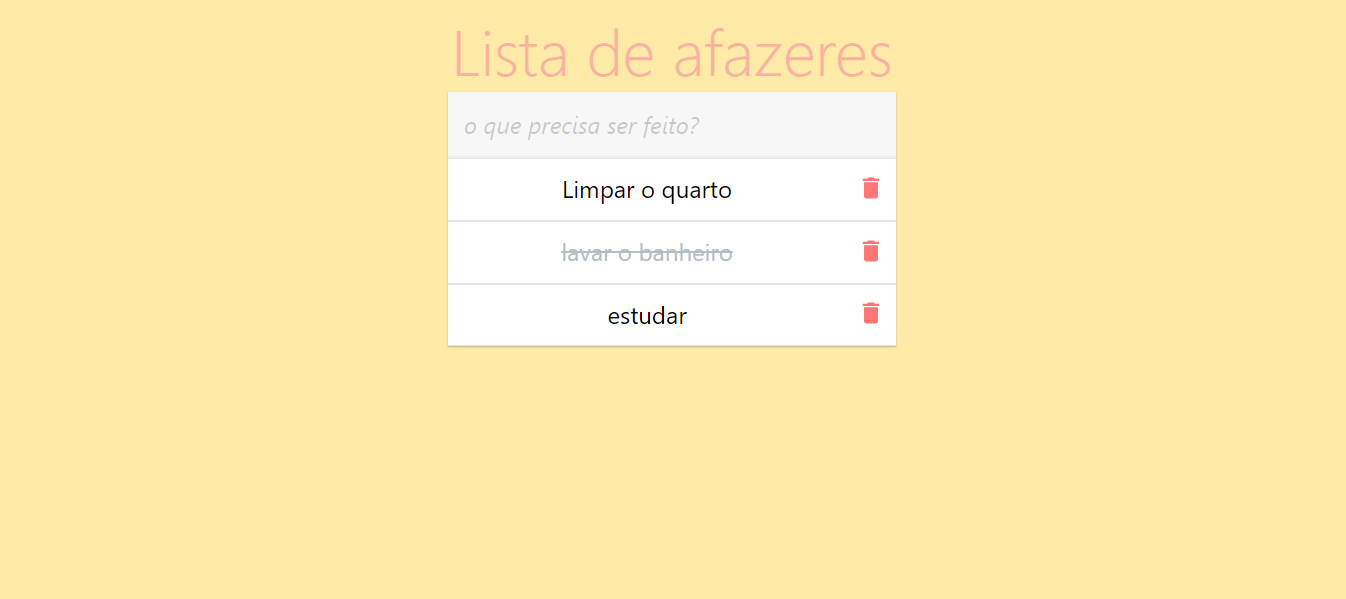 Lista de afazeres
o que precisa ser feito?
Limpar o quarto
lavar o banheiro
estudar